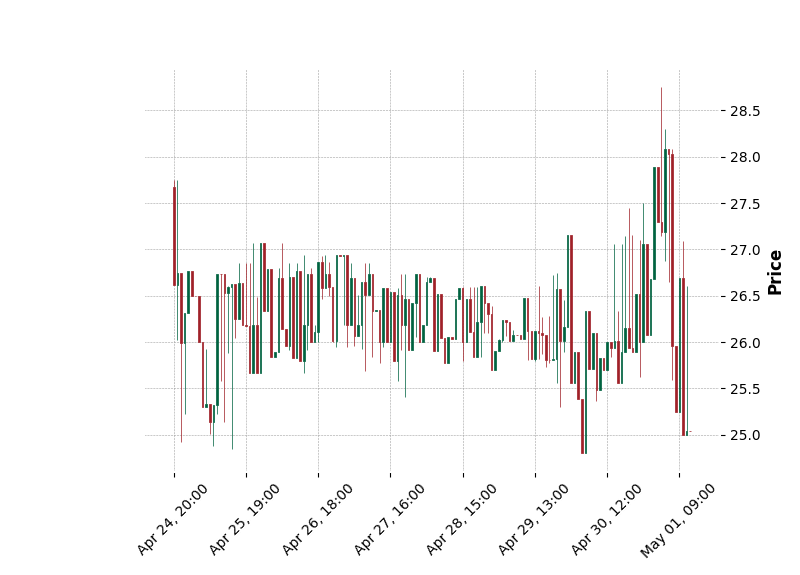 28.5
28.0
27.5
27.0
26.5
26.0
25.5
25.0
Price
Apr 24, 20:00
Apr 25, 19:00
Apr 26, 18:00
Apr 27, 16:00
Apr 28, 15:00
Apr 29, 13:00
Apr 30, 12:00
May 01, 09:00